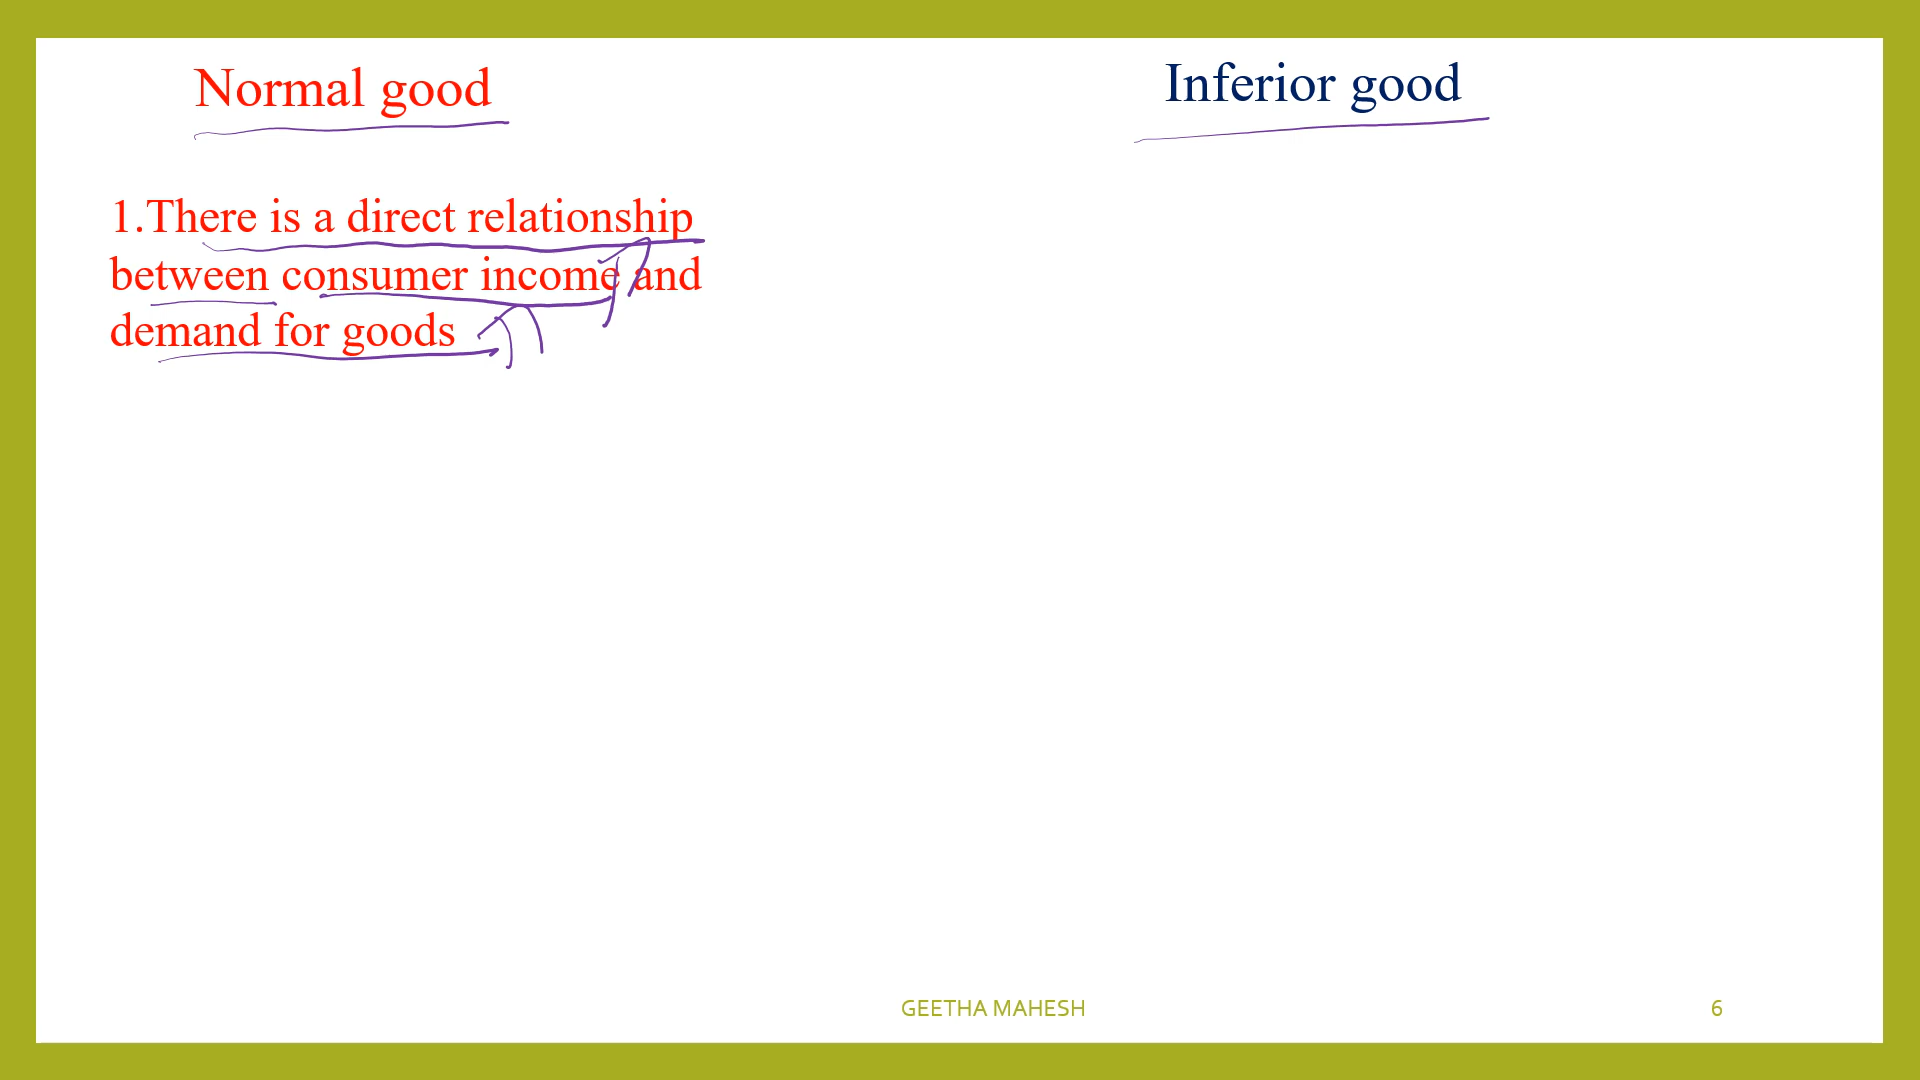 Normal good
Inferior good
1.There is a direct relationship
between consumer income and
demand for goods
GEETHA MAHESH
6